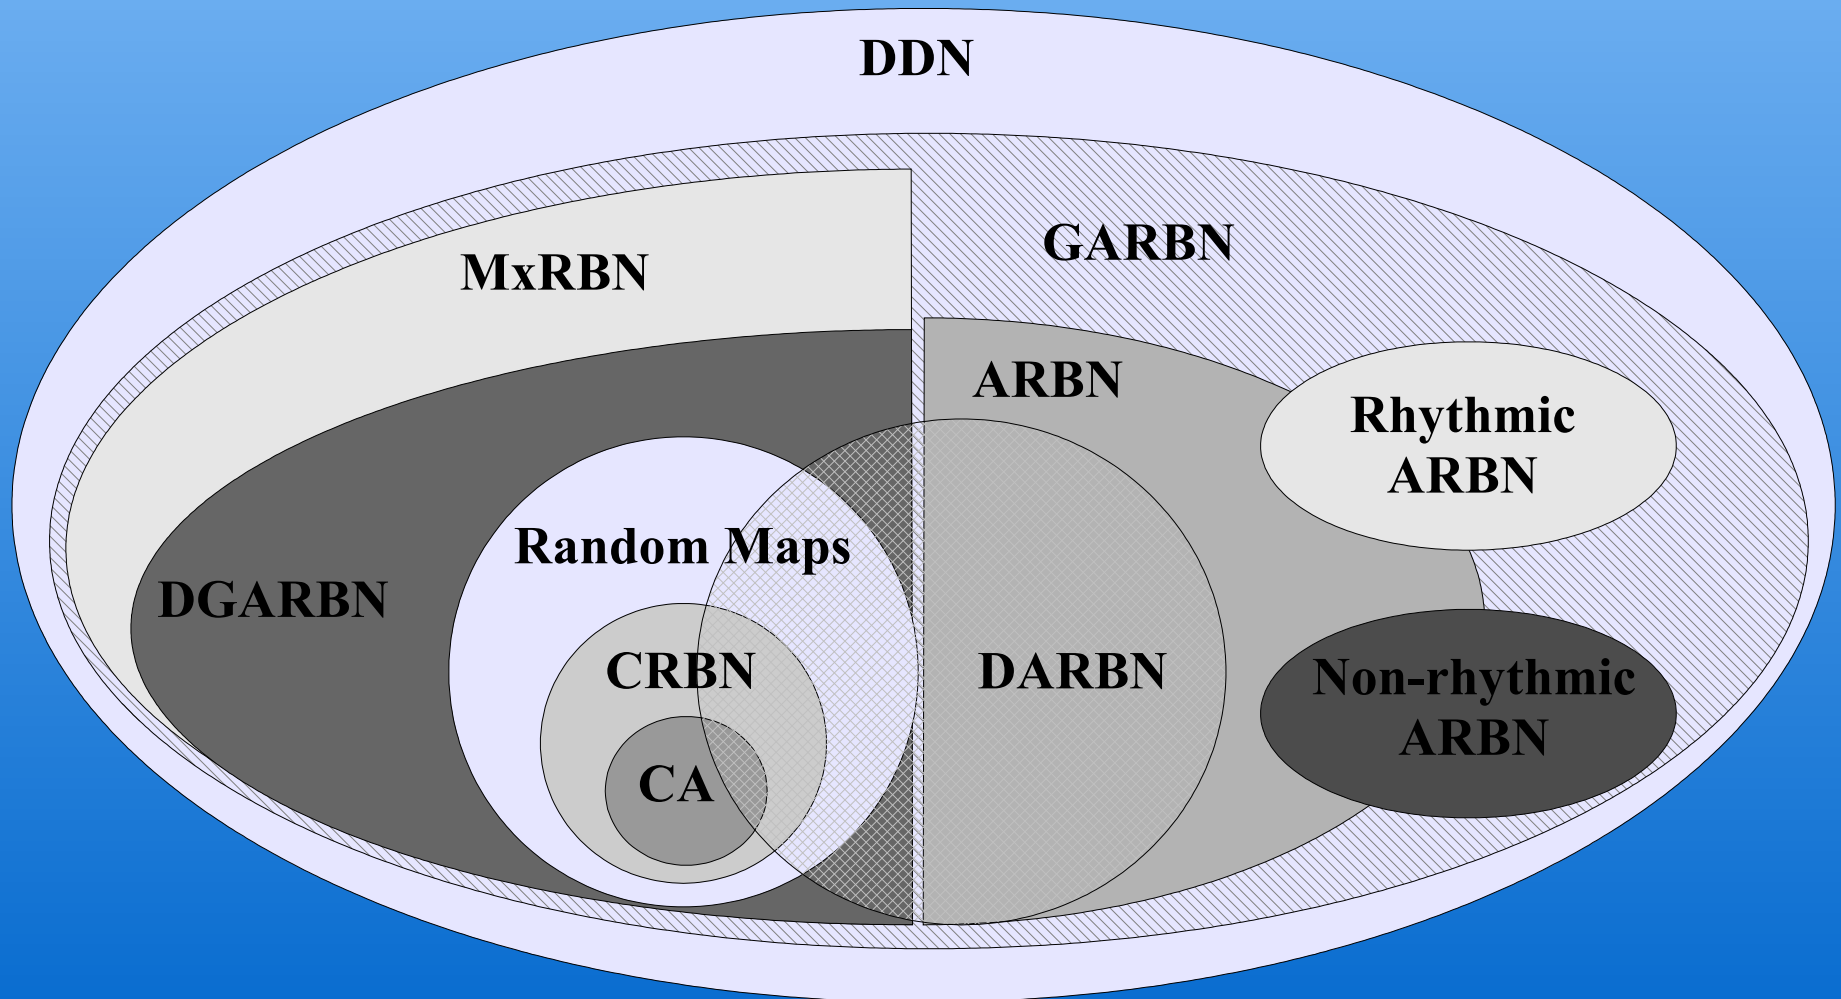 DDN
GARBN
MxRBN
ARBN
Rhythmic
ARBN
Random Maps
DGARBN
CRBN
DARBN
Non-rhythmic
ARBN
CA